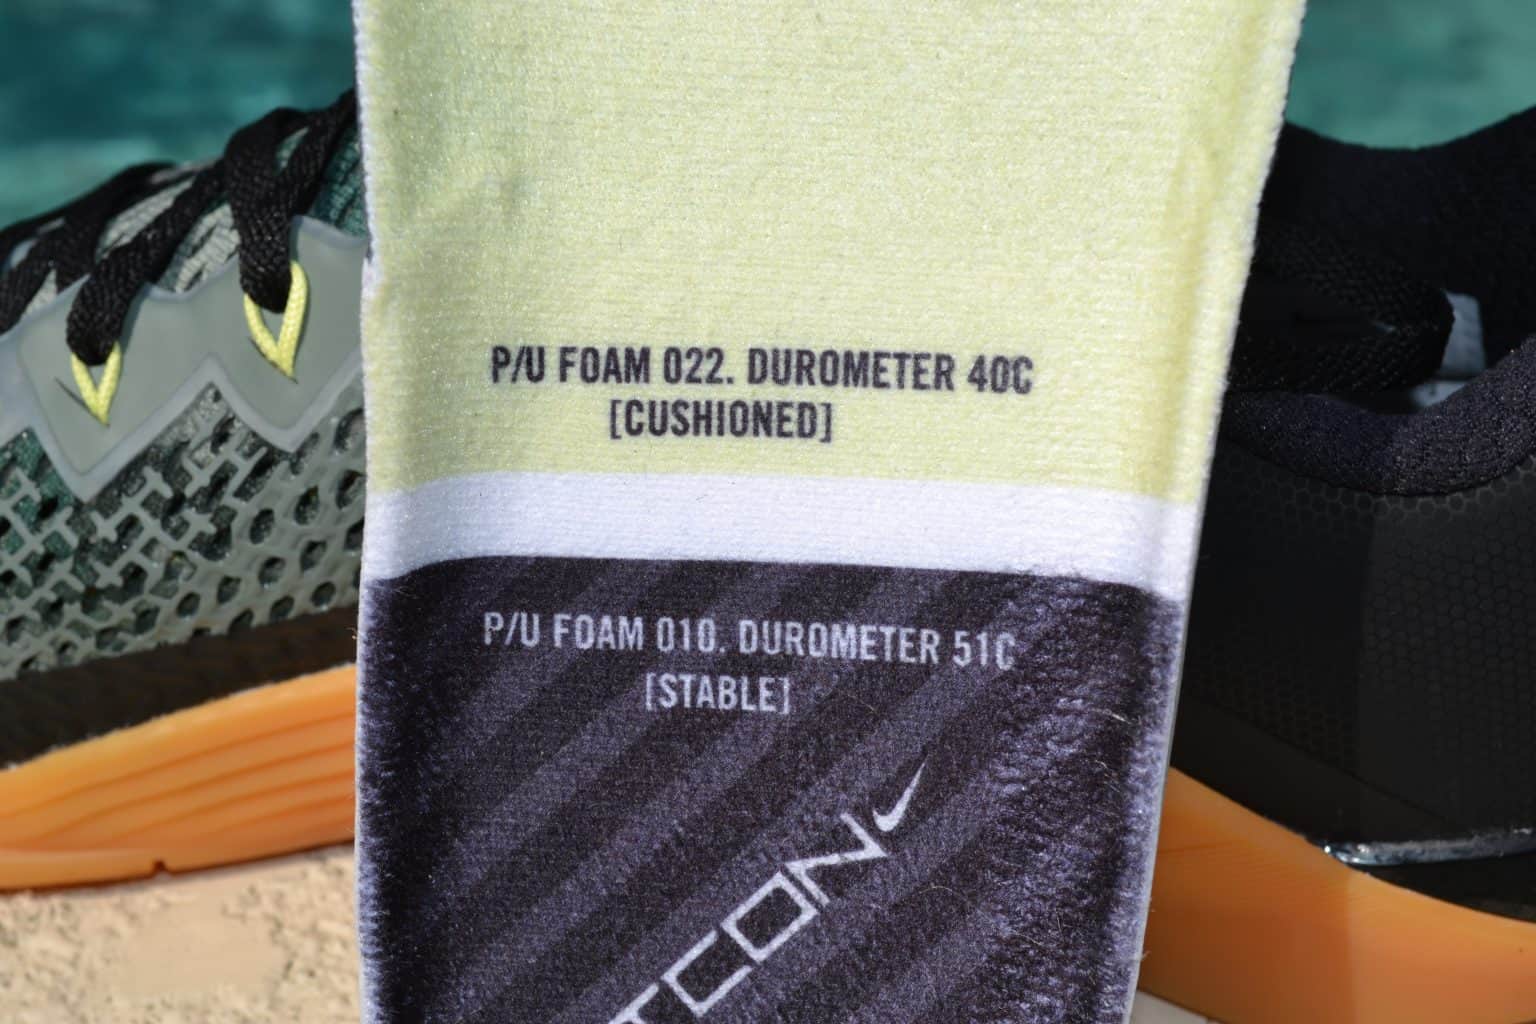 P/U FOAM 022. DUROMETER 40C
[CUSHIONED]
P/U FOAM 010. DUROMETER 51C
[STABLE]